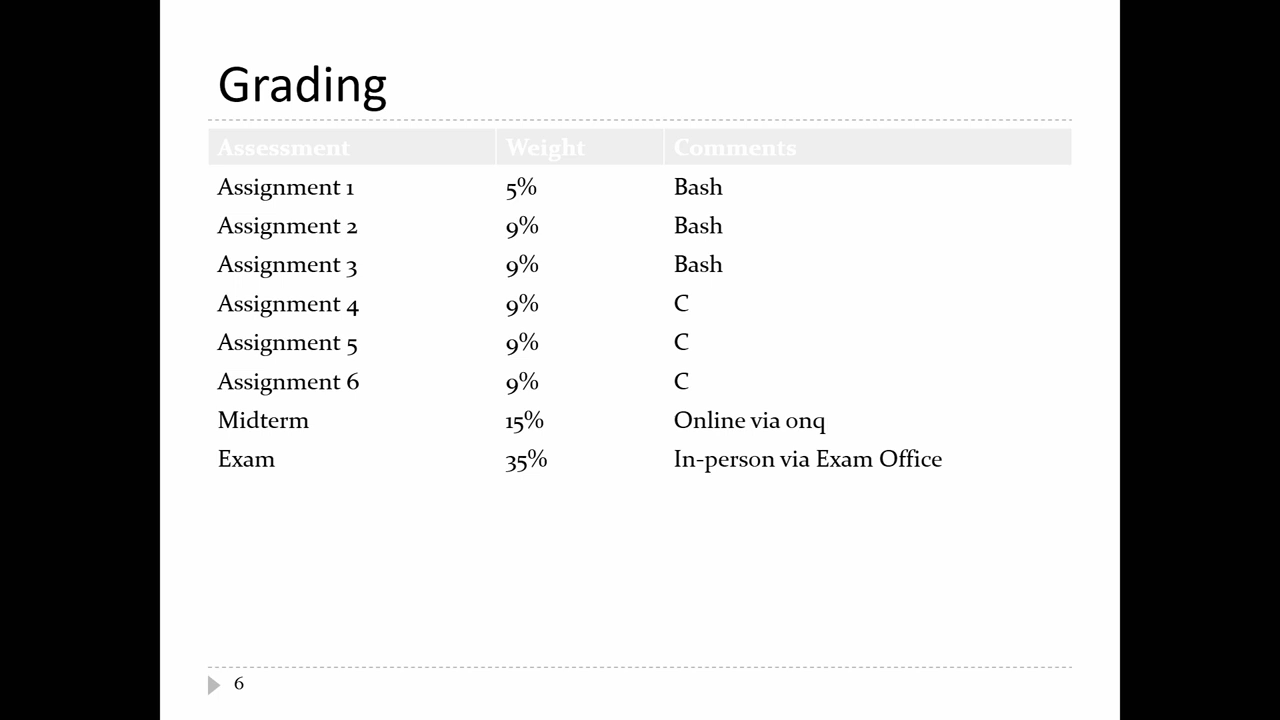 Grading
Assessment Weight Comments
Assignment 1 5% Bash
Assignment 2 9% Bash
Assignment 3 9% Bash
Assignment 4 9% C
Assignment 5 9% C
Assignment 6 9% C
Midterm 15% Online via onq
Exam 35% In-person via Exam Office
6